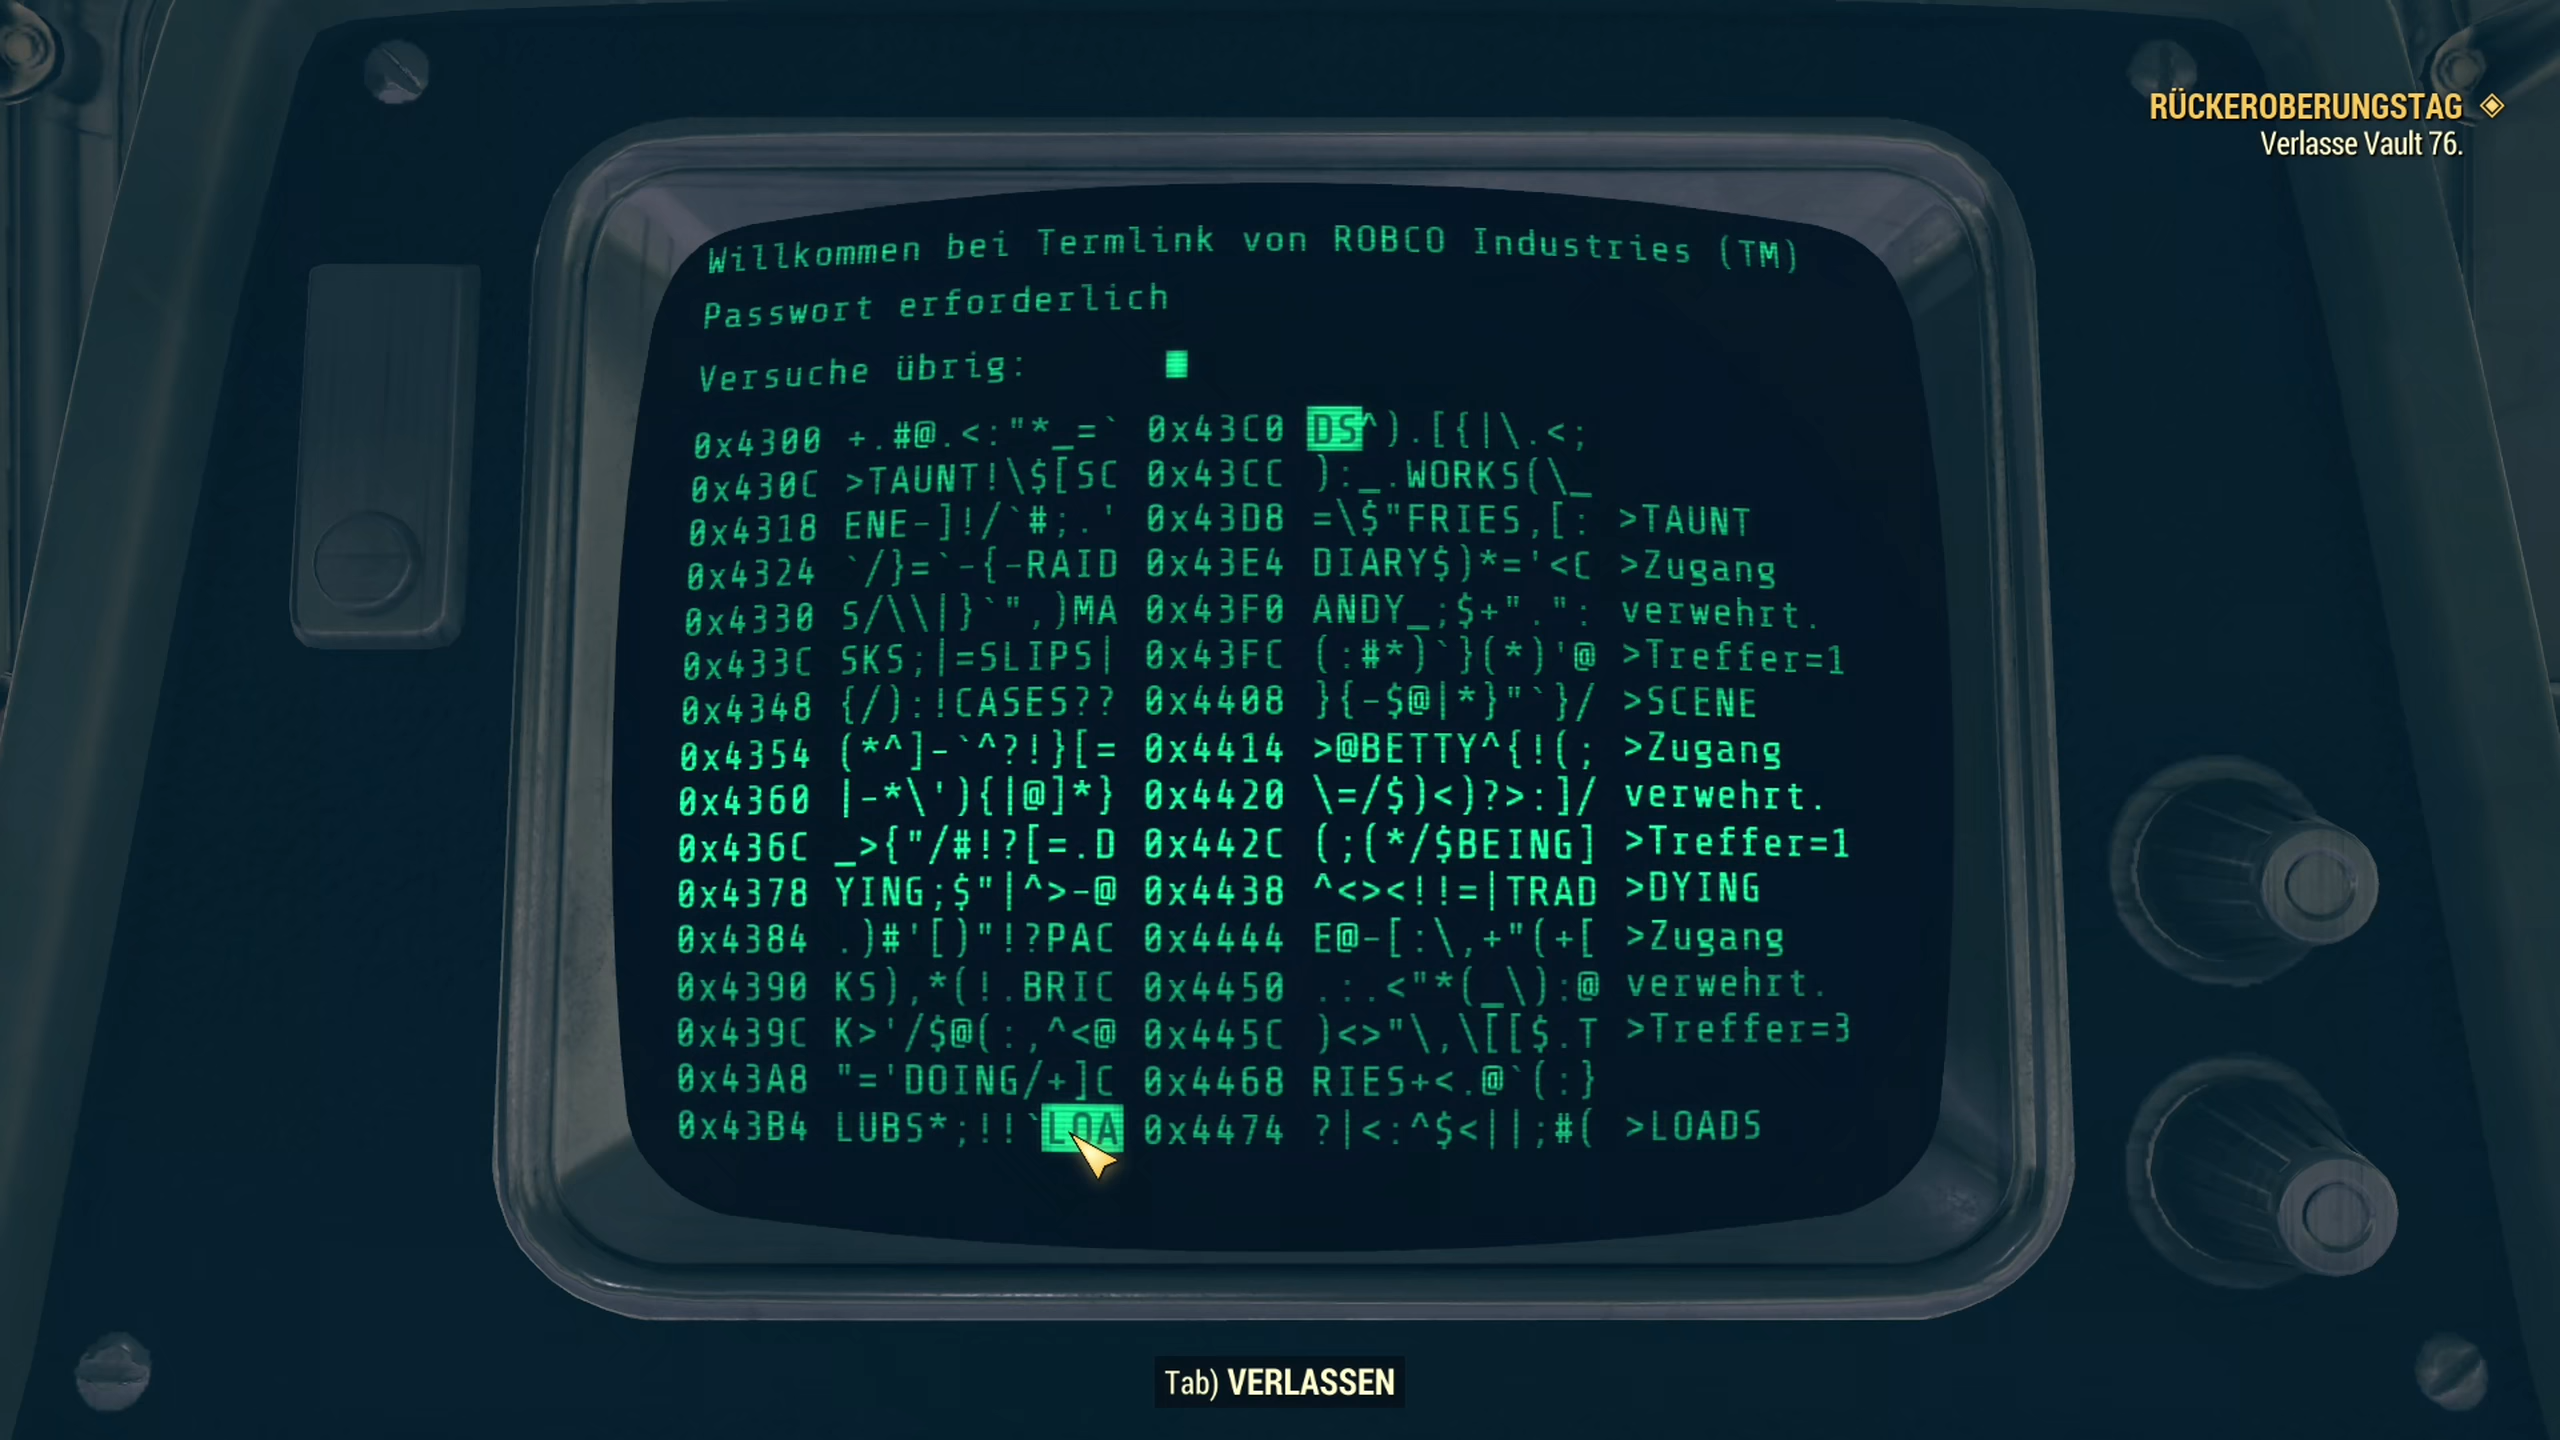 RÜCKEROBERUNGSTAG
Verlasse Vault 76.
Willkommen bei Termlink von ROBCO Industries (TM)
Passwort erforderlich
Versuche übrig:
0x4300 +.#@.<:"*_=` 0x43C0 DS^).[{|\.<;
0x430C >TAUNT!\$[SC 0x43CC ):_.WORKS(\_
0x4318 ENE-]!/`#;.' 0x43D8 =\$"FRIES,[: >TAUNT
0x4324 `/}=`-{-RAID 0x43E4 DIARY$)*='<C >Zugang
0x4330 S/\\|}`",)MA 0x43F0 ANDY_;$+".": verwehrt.
0x433C SKS;|=SLIPS| 0x43FC (:#*)`}(*)'@ >Treffer=1
0x4348 {/):!CASES?? 0x4408 }{-$@|*}"`}/ >SCENE
0x4354 (*^]-`^?!}[= 0x4414 >@BETTY^{!(; >Zugang
0x4360 |-*\'){|@]*} 0x4420 \=/$)<)?>:]/ verwehrt.
0x436C _>{"/#!?[=.D 0x442C (;(*/$BEING] >Treffer=1
0x4378 YING;$"|^>-@ 0x4438 ^<><!!=|TRAD >DYING
0x4384 .)#'[)"!?PAC 0x4444 E@-[:\,+"(+[ >Zugang
0x4390 KS),*(!.BRIC 0x4450 .:.<"*(_\):@ verwehrt.
0x439C K>'/$@(:,^<@ 0x445C )<>"\,\[[$.T >Treffer=3
0x43A8 "='DOING/+]C 0x4468 RIES+<.@`(:}
0x43B4 LUBS*;!!`LOA 0x4474 ?|<:^$<||;#( >LOADS
Tab) VERLASSEN